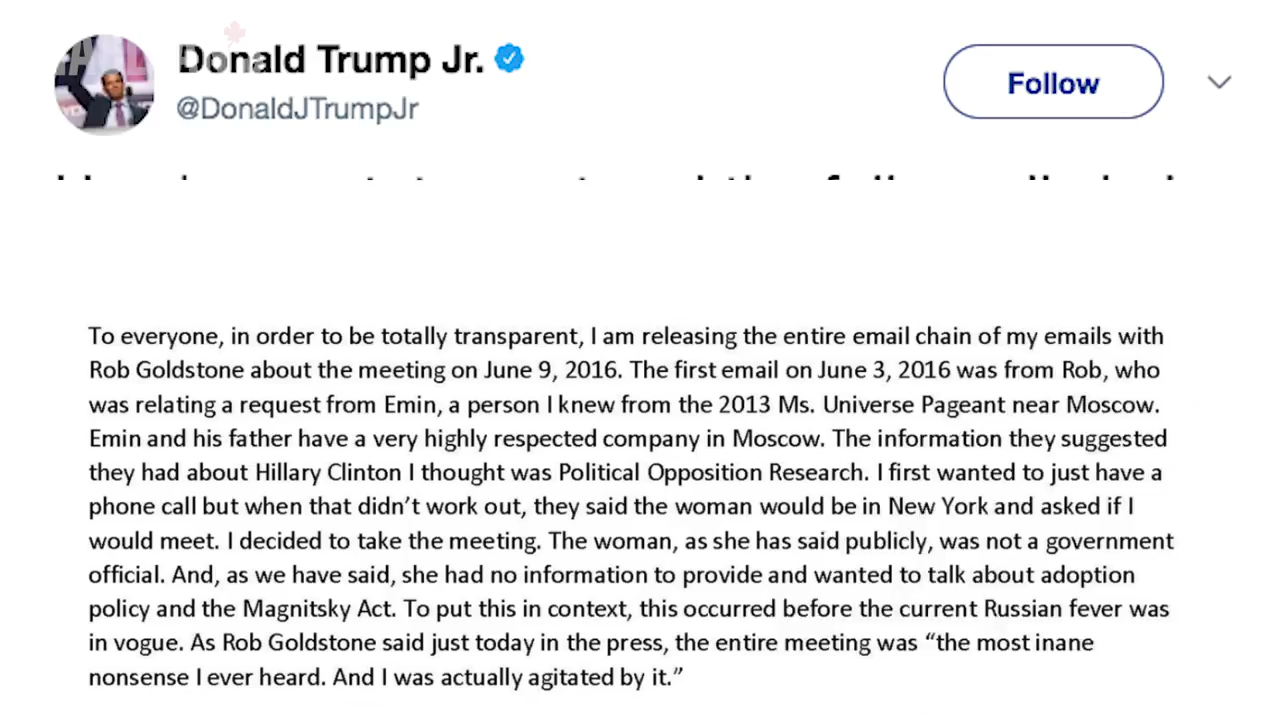 Donald Trump Jr.
@DonaldJTrumpJr
Follow
To everyone, in order to be totally transparent, I am releasing the entire email chain of my emails with
Rob Goldstone about the meeting on June 9, 2016. The first email on June 3, 2016 was from Rob, who
was relating a request from Emin, a person I knew from the 2013 Ms. Universe Pageant near Moscow.
Emin and his father have a very highly respected company in Moscow. The information they suggested
they had about Hillary Clinton I thought was Political Opposition Research. I first wanted to just have a
phone call but when that didn’t work out, they said the woman would be in New York and asked if I
would meet. I decided to take the meeting. The woman, as she has said publicly, was not a government
official. And, as we have said, she had no information to provide and wanted to talk about adoption
policy and the Magnitsky Act. To put this in context, this occurred before the current Russian fever was
in vogue. As Rob Goldstone said just today in the press, the entire meeting was “the most inane
nonsense I ever heard. And I was actually agitated by it.”